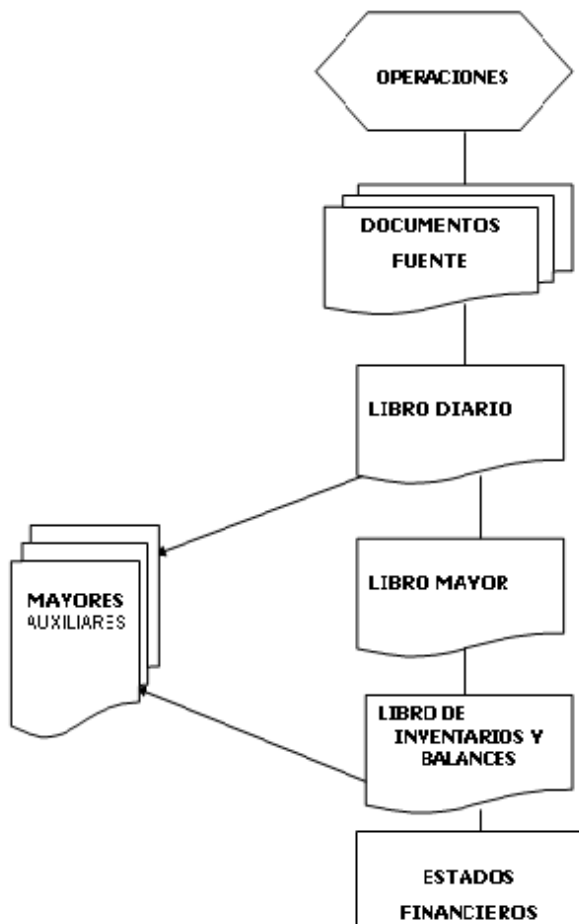 OPERACIONES
DOCUMENTOS
FUENTE
LIBRO DIARIO
MAYORES
AUXILIARES
LIBRO MAYOR
LIBRO DE
INVENTARIOS Y
BALANCES
ESTADOS
FINANCIEROS